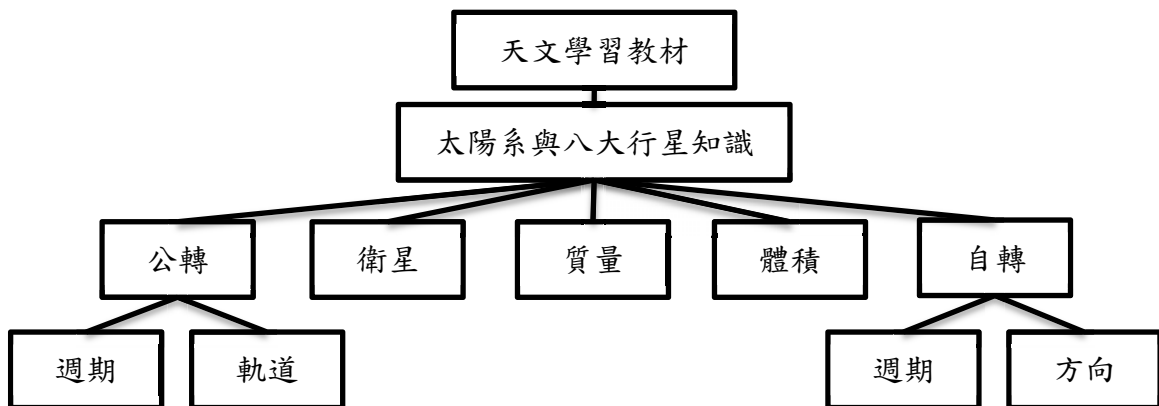 天文學習教材
太陽系與八大行星知識
公轉
衛星
質量
體積
自轉
週期
軌道
週期
方向